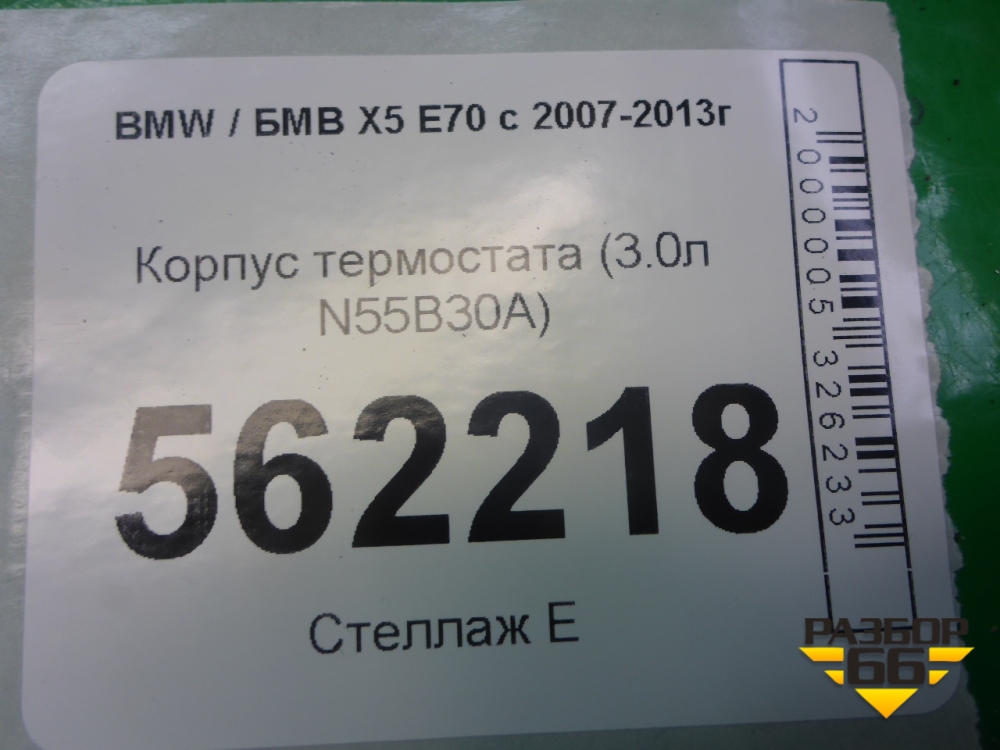 BMW / БМВ X5 E70 с 2007-2013г
Корпус термостата (3.0л
N55B30A)
562218
Стеллаж Е
2000005326233
РАЗБОР
66